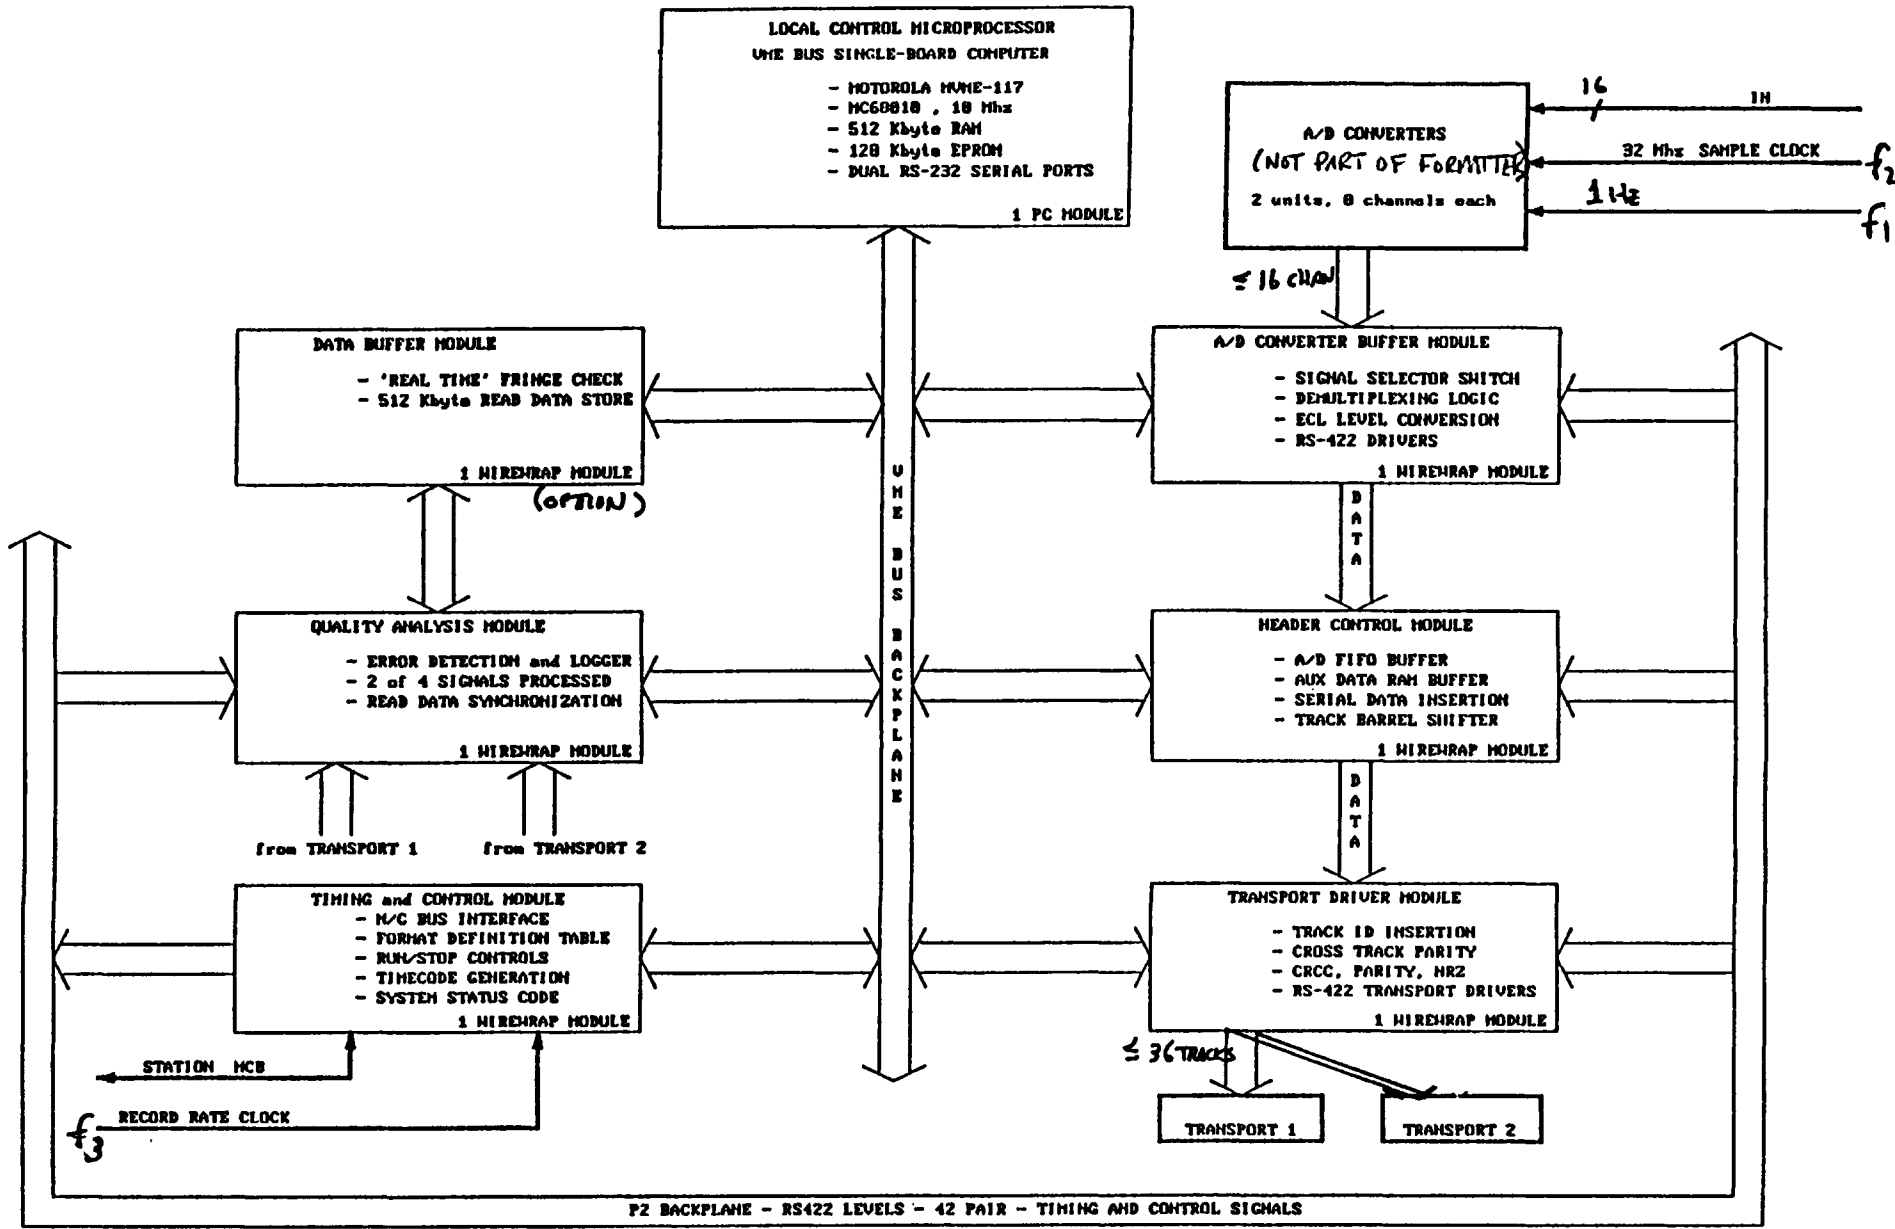 LOCAL CONTROL MICROPROCESSOR
VME BUS SINGLE-BOARD COMPUTER
- MOTOROLA MVME-117
- MC68010 , 10 Mhz
- 512 Kbyte RAM
- 128 Kbyte EPROM
- DUAL RS-232 SERIAL PORTS
1 PC MODULE
A/D CONVERTERS
(NOT PART OF FORMATTER)
2 units, 8 channels each
16
IN
32 Mhz SAMPLE CLOCK
f2
1 Hz
f1
≤ 16 CHAN
DATA BUFFER MODULE
- 'REAL TIME' FRINGE CHECK
- 512 Kbyte READ DATA STORE
1 WIREWRAP MODULE
(OPTION)
A/D CONVERTER BUFFER MODULE
- SIGNAL SELECTOR SWITCH
- DEMULTIPLEXING LOGIC
- ECL LEVEL CONVERSION
- RS-422 DRIVERS
1 WIREWRAP MODULE
VME BUS BACKPLANE
DATA
QUALITY ANALYSIS MODULE
- ERROR DETECTION and LOGGER
- 2 of 4 SIGNALS PROCESSED
- READ DATA SYNCHRONIZATION
1 WIREWRAP MODULE
from TRANSPORT 1
from TRANSPORT 2
HEADER CONTROL MODULE
- A/D FIFO BUFFER
- AUX DATA RAM BUFFER
- SERIAL DATA INSERTION
- TRACK BARREL SHIFTER
1 WIREWRAP MODULE
DATA
TIMING and CONTROL MODULE
- M/C BUS INTERFACE
- FORMAT DEFINITION TABLE
- RUN/STOP CONTROLS
- TIMECODE GENERATION
- SYSTEM STATUS CODE
1 WIREWRAP MODULE
STATION MCB
RECORD RATE CLOCK
f3
TRANSPORT DRIVER MODULE
- TRACK ID INSERTION
- CROSS TRACK PARITY
- CRCC, PARITY, NRZ
- RS-422 TRANSPORT DRIVERS
1 WIREWRAP MODULE
≤ 36 TRACKS
TRANSPORT 1
TRANSPORT 2
P2 BACKPLANE - RS422 LEVELS - 42 PAIR - TIMING AND CONTROL SIGNALS